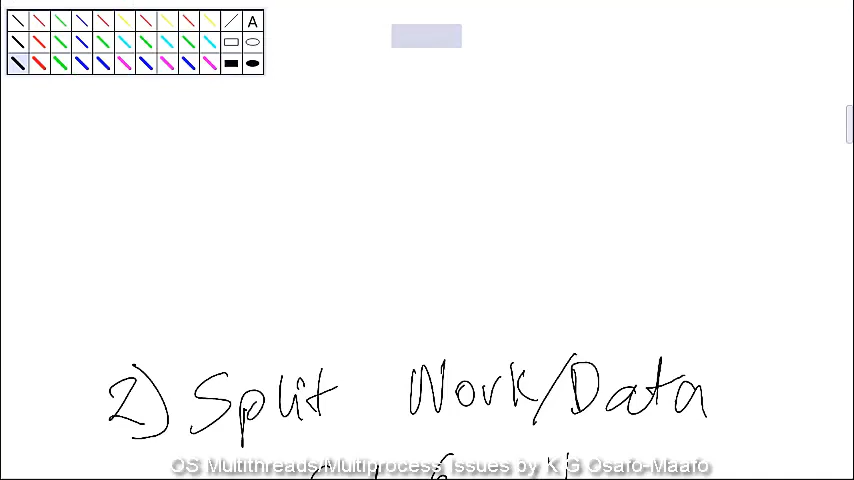 A
2) Split Work/Data
OS Multithreads/Multiprocess Issues by K G Osafo-Maafo